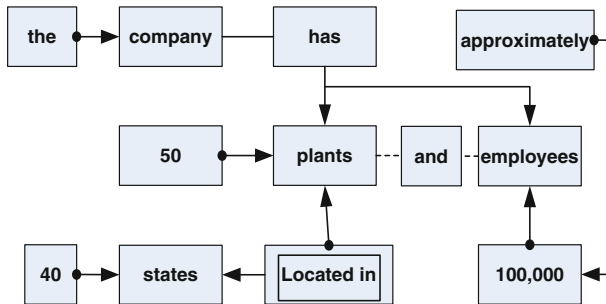 the company has approximately
50 plants and employees
40 states Located in 100,000